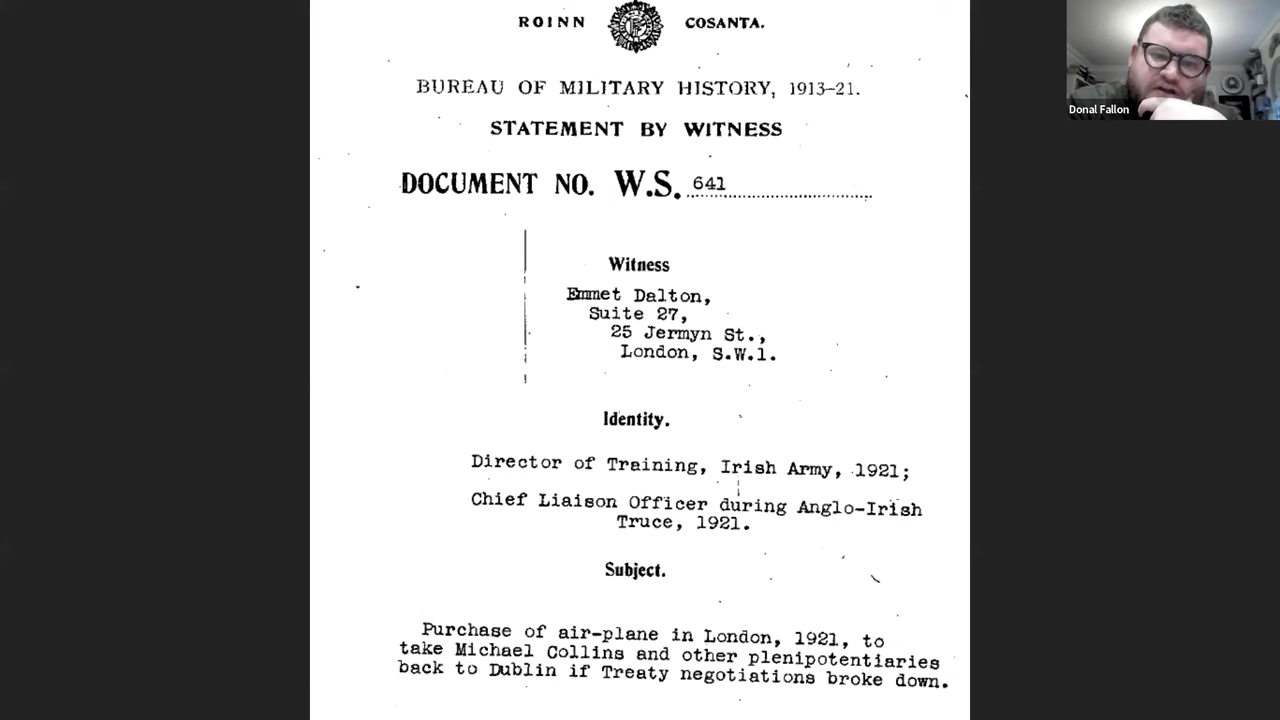 ROINN COSANTA.
BUREAU OF MILITARY HISTORY, 1913–21.
STATEMENT BY WITNESS
DOCUMENT NO. W.S. 641
Witness
Emmet Dalton,
Suite 27,
25 Jermyn St.,
London, S.W.1.
Identity.
Director of Training, Irish Army, 1921;
Chief Liaison Officer during Anglo-Irish
Truce, 1921.
Subject.
Purchase of air-plane in London, 1921, to
take Michael Collins and other plenipotentiaries
back to Dublin if Treaty negotiations broke down.
Donal Fallon